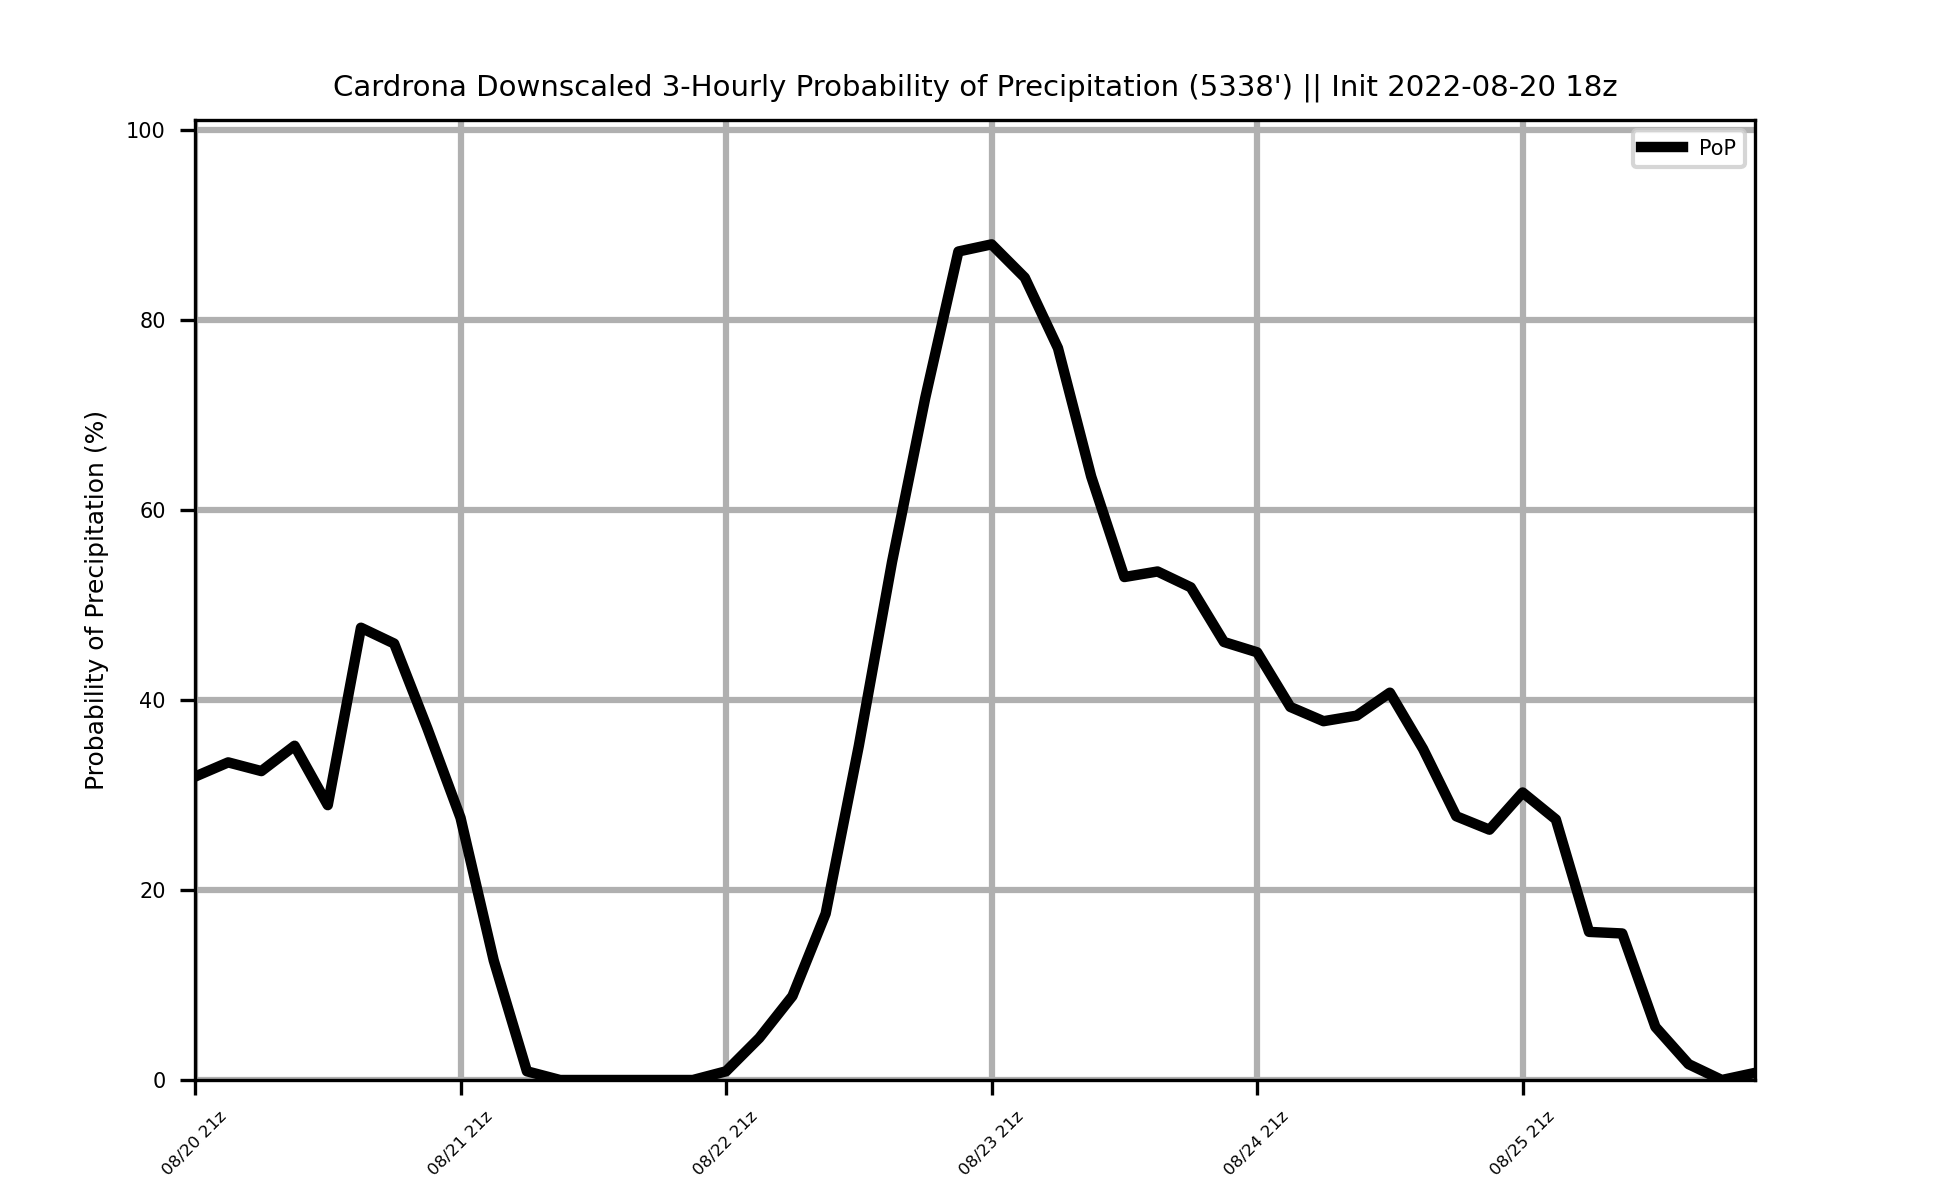 Cardrona Downscaled 3-Hourly Probability of Precipitation (5338') || Init 2022-08-20 18z
PoP
Probability of Precipitation (%)
100
80
60
40
20
0
08/20 21z
08/21 21z
08/22 21z
08/23 21z
08/24 21z
08/25 21z